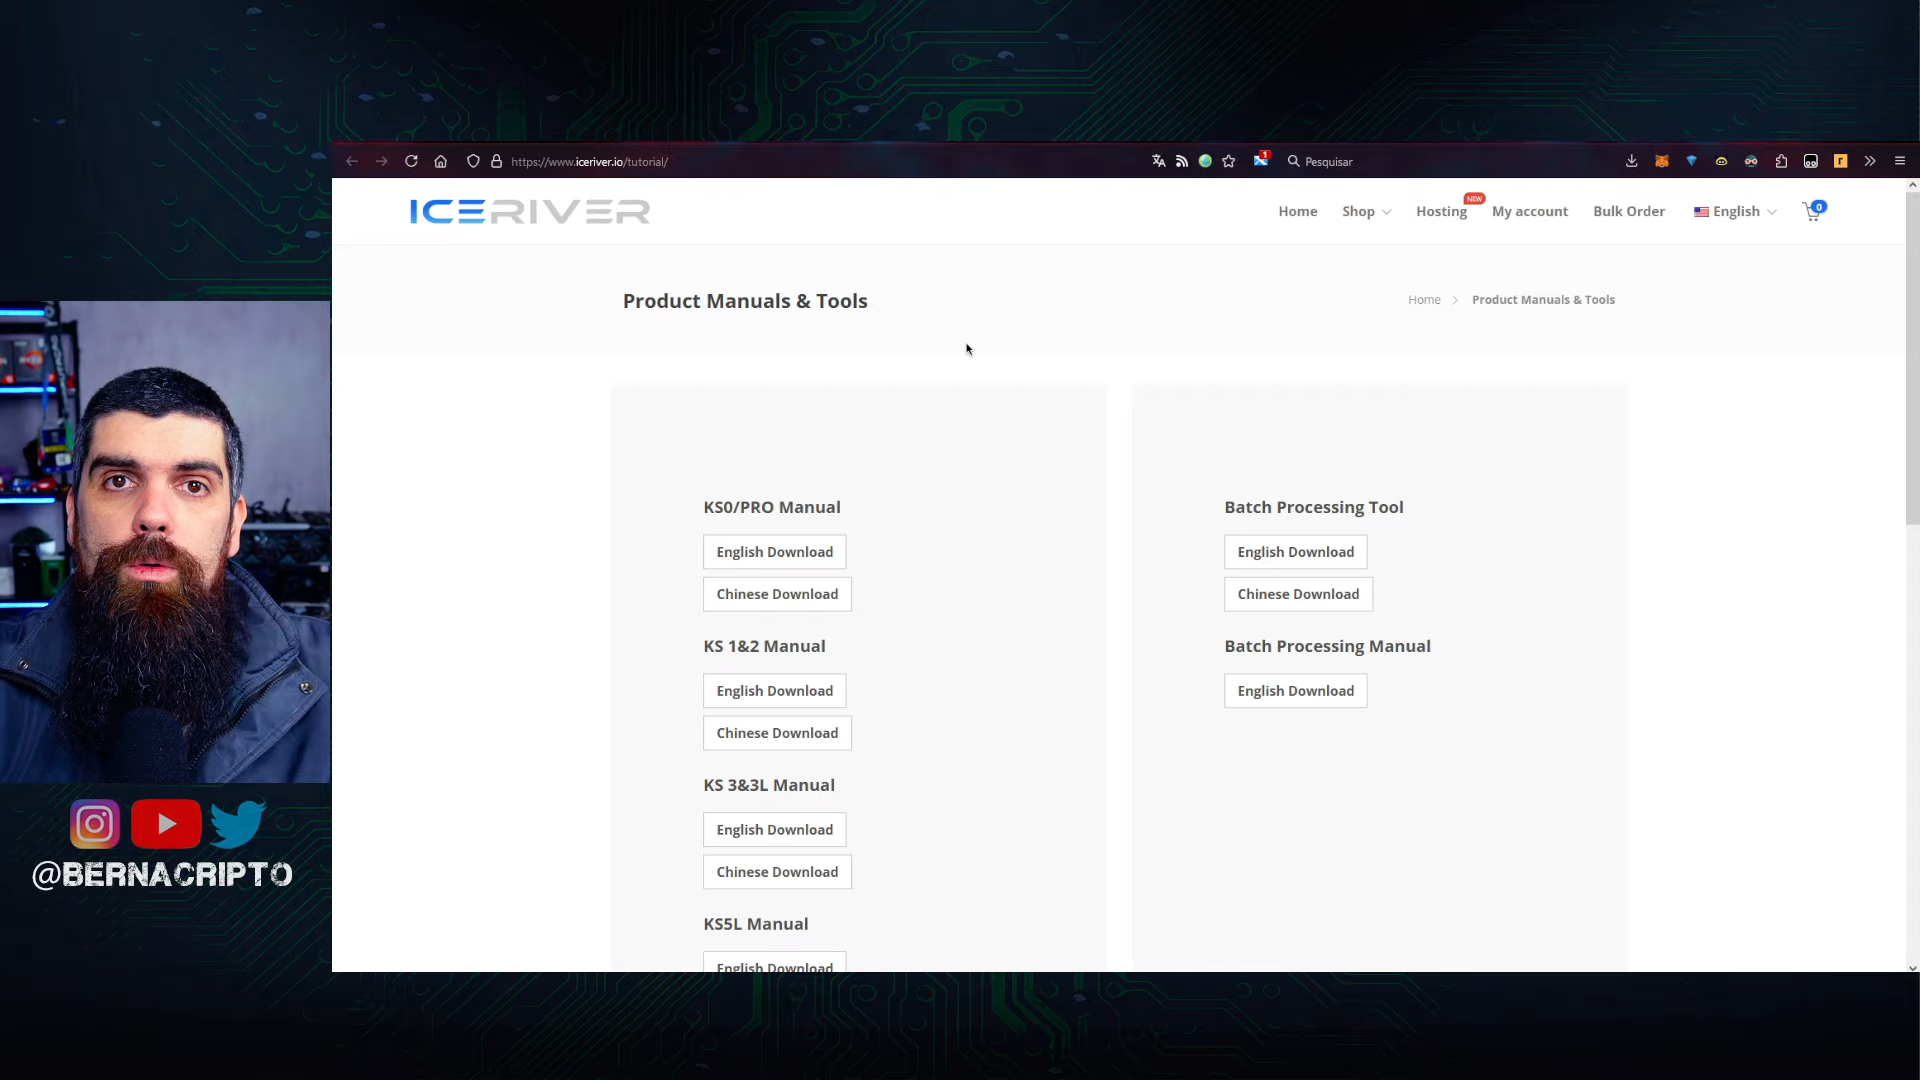 https://www.iceriver.io/tutorial/
1
Pesquisar
ICERIVER
Home
Shop
Hosting
NEW
My account
Bulk Order
English
0
Product Manuals & Tools
Home
Product Manuals & Tools
KS0/PRO Manual
English Download
Chinese Download
KS 1&2 Manual
English Download
Chinese Download
KS 3&3L Manual
English Download
Chinese Download
KS5L Manual
English Download
Batch Processing Tool
English Download
Chinese Download
Batch Processing Manual
English Download
@BERNACRIPTO